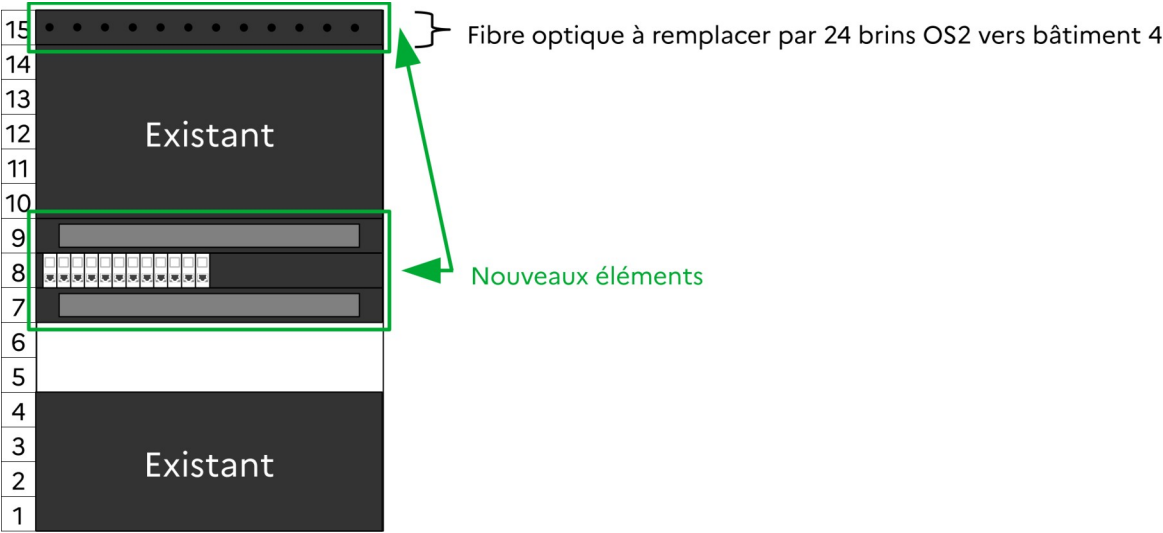 15 Fibre optique à remplacer par 24 brins OS2 vers bâtiment 4
14
13
12 Existant
11
10
9
8 Nouveaux éléments
7
6
5
4
3 Existant
2
1